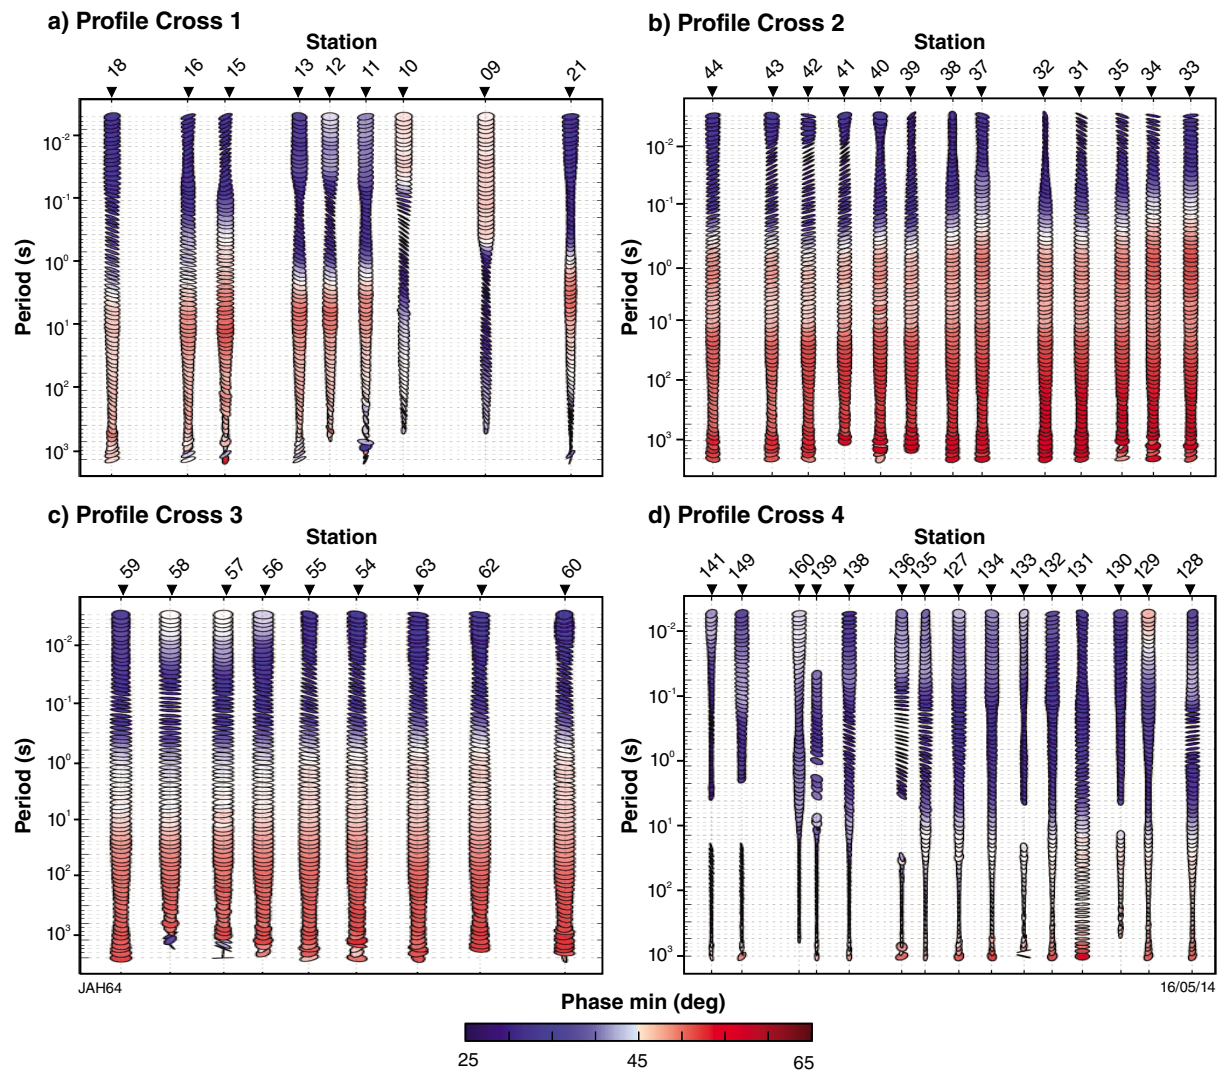 a) Profile Cross 1
Station
18 16 15 13 12 11 10 09 21
Period (s)
10-2
10-1
100
101
102
103
b) Profile Cross 2
Station
44 43 42 41 40 39 38 37 32 31 35 34 33
Period (s)
10-2
10-1
100
101
102
103
c) Profile Cross 3
Station
59 58 57 56 55 54 63 62 60
Period (s)
10-2
10-1
100
101
102
103
JAH64
d) Profile Cross 4
Station
141 149 160 139 138 136 135 127 134 133 132 131 130 129 128
Period (s)
10-2
10-1
100
101
102
103
16/05/14
Phase min (deg)
25 45 65